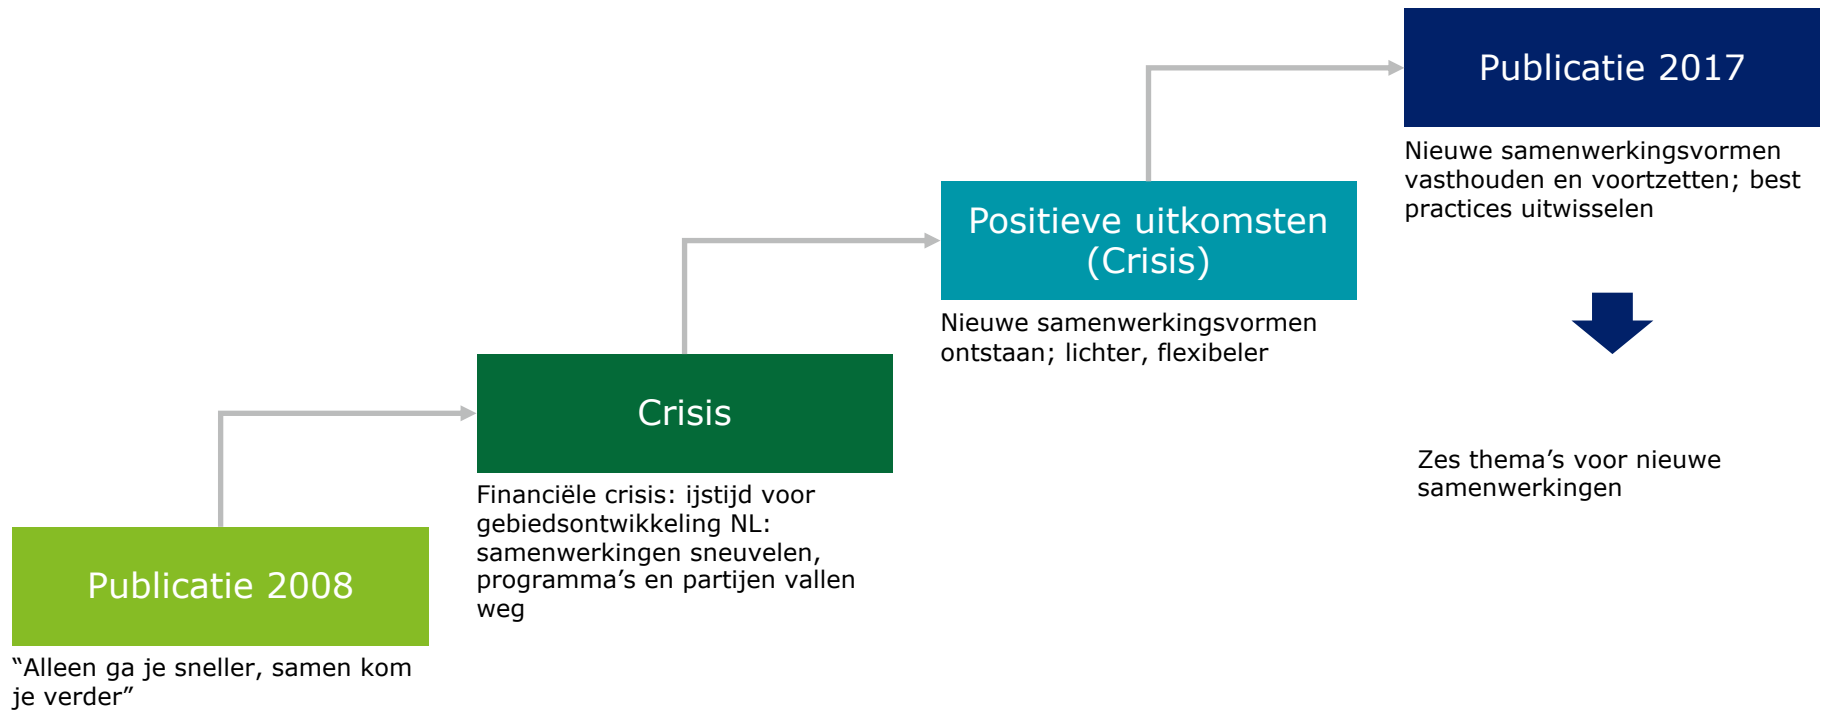 Publicatie 2008
“Alleen ga je sneller, samen kom
je verder”
Crisis
Financiële crisis: ijstijd voor
gebiedsontwikkeling NL:
samenwerkingen sneuvelen,
programma’s en partijen vallen
weg
Positieve uitkomsten
(Crisis)
Nieuwe samenwerkingsvormen
ontstaan; lichter, flexibeler
Publicatie 2017
Nieuwe samenwerkingsvormen
vasthouden en voortzetten; best
practices uitwisselen
Zes thema’s voor nieuwe
samenwerkingen